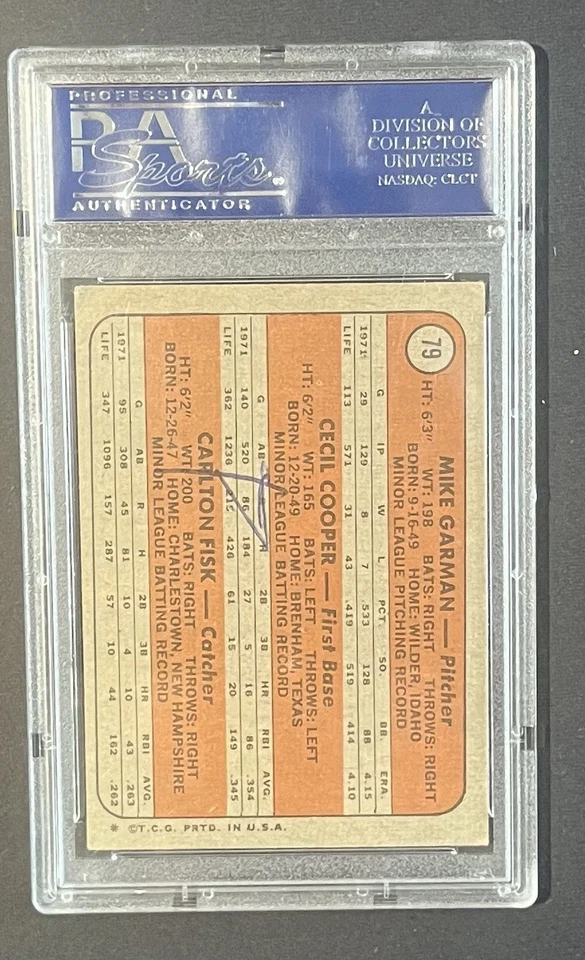 PROFESSIONAL
PSA
Sports
AUTHENTICATOR
A
DIVISION OF
COLLECTORS
UNIVERSE
NASDAQ: CLCT
79
MIKE GARMAN — Pitcher
HT: 6'3" WT: 198 BATS: RIGHT THROWS: RIGHT
BORN: 9-16-49 HOME: WILDER, IDAHO
MINOR LEAGUE PITCHING RECORD
G IP W L PCT. SO. BB. ERA.
1971 29 129 8 7 .533 128 88 4.15
LIFE 113 571 31 43 .419 519 414 4.10
CECIL COOPER — First Base
HT: 6'2" WT: 165 BATS: LEFT THROWS: LEFT
BORN: 12-20-49 HOME: BRENHAM, TEXAS
MINOR LEAGUE BATTING RECORD
G AB R H 2B 3B HR RBI AVG.
1971 140 520 86 184 27 5 16 86 .354
LIFE 362 1236 215 426 61 15 20 149 .345
CARLTON FISK — Catcher
HT: 6'2" WT: 200 BATS: RIGHT THROWS: RIGHT
BORN: 12-26-47 HOME: CHARLESTOWN, NEW HAMPSHIRE
MINOR LEAGUE BATTING RECORD
G AB R H 2B 3B HR RBI AVG.
1971 95 308 45 81 10 4 10 43 .263
LIFE 347 1096 157 287 57 10 44 162 .262
* ©T.C.G. PRTD. IN U.S.A.